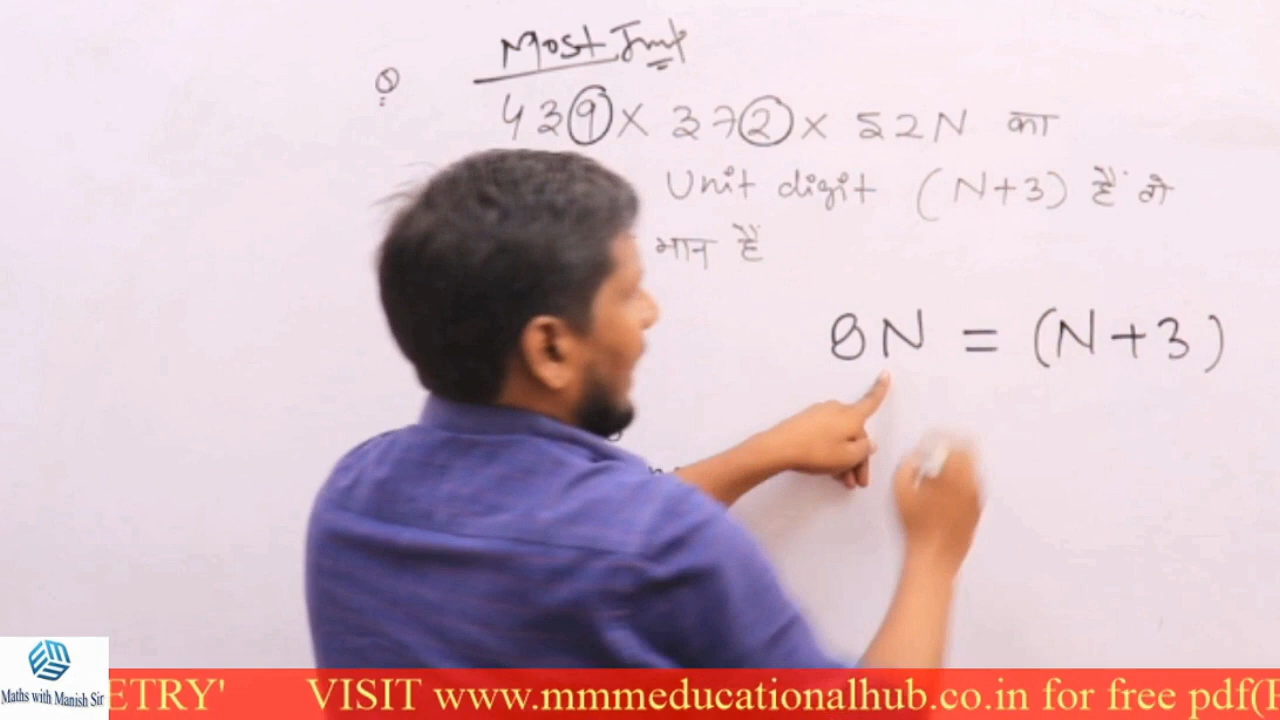 Most Imp
Q
439 × 372 × 52N का
Unit digit (N+3) हैं तो
मान हैं
8N = (N+3)
Maths with Manish Sir
ETRY' VISIT www.mmmeducationalhub.co.in for free pdf(F